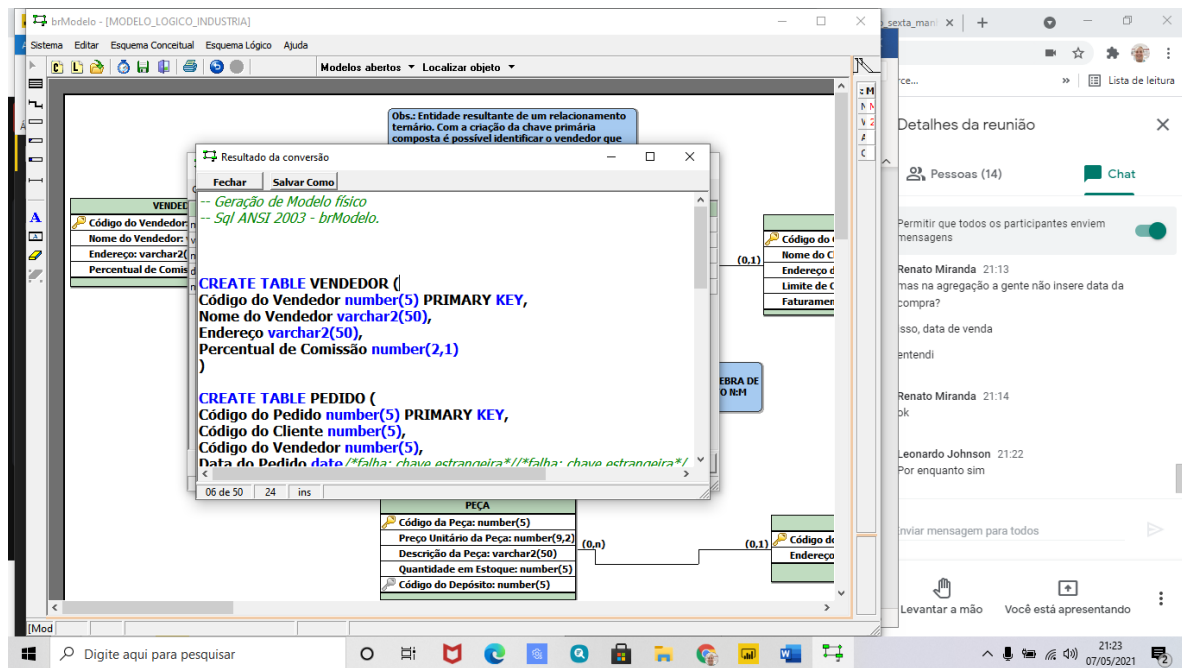 brModelo - [MODELO_LOGICO_INDUSTRIA]
Sistema Editar Esquema Conceitual Esquema Lógico Ajuda
Modelos abertos Localizar objeto
Obs.: Entidade resultante de um relacionamento
ternário. Com a criação da chave primária
composta é possível identificar o vendedor que
Resultado da conversão
Fechar Salvar Como
-- Geração de Modelo físico
-- Sql ANSI 2003 - brModelo.
CREATE TABLE VENDEDOR (
Código do Vendedor number(5) PRIMARY KEY,
Nome do Vendedor varchar2(50),
Endereço varchar2(50),
Percentual de Comissão number(2,1)
)
CREATE TABLE PEDIDO (
Código do Pedido number(5) PRIMARY KEY,
Código do Cliente number(5),
Código do Vendedor number(5),
Data do Pedido date/*falha: chave estrangeira*//*falha: chave estrangeira*/
06 de 50 24 ins
VENDED
Código do Vendedor:
Nome do Vendedor:
Endereço: varchar2(
Percentual de Comis
(0,1)
Código do
Nome do C
Endereço d
Limite de C
Faturamen
EBRA DE
O N:M
PEÇA
Código da Peça: number(5)
Preço Unitário da Peça: number(9,2)
Descrição da Peça: varchar2(50)
Quantidade em Estoque: number(5)
Código do Depósito: number(5)
(0,n)
(0,1)
Código do
Endereço
[Mod
_sexta_man
rce...
Lista de leitura
Detalhes da reunião
Pessoas (14) Chat
Permitir que todos os participantes enviem
mensagens
Renato Miranda 21:13
mas na agregação a gente não insere data da
compra?
isso, data de venda
entendi
Renato Miranda 21:14
ok
Leonardo Johnson 21:22
Por enquanto sim
Enviar mensagem para todos
Levantar a mão Você está apresentando
Digite aqui para pesquisar
21:23
07/05/2021
2